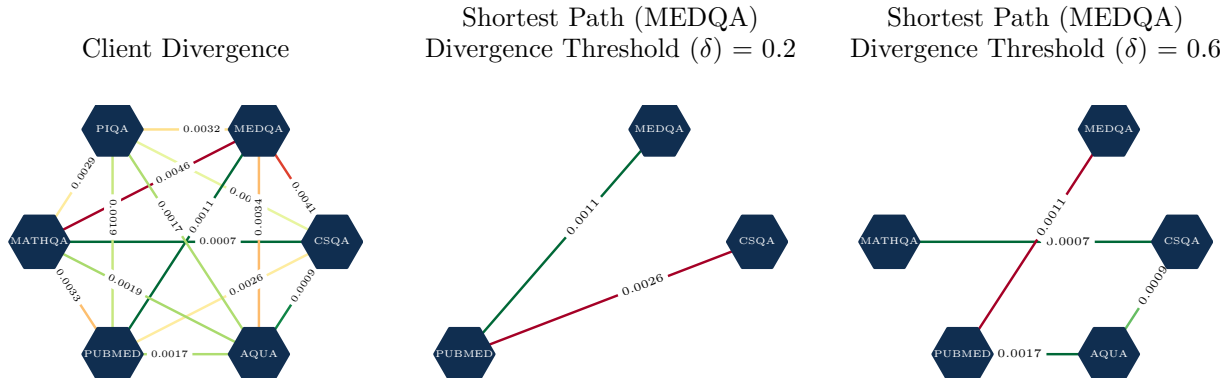 Client Divergence
PIQA
MEDQA
MATHQA
CSQA
PUBMED
AQUA
0.0032
0.0029
0.0046
0.0041
0.0019
0.0017
0.0011
0.0034
0.0007
0.0019
0.0026
0.0009
0.0033
0.0017
Shortest Path (MEDQA)
Divergence Threshold (δ) = 0.2
MEDQA
0.0011
CSQA
0.0026
PUBMED
Shortest Path (MEDQA)
Divergence Threshold (δ) = 0.6
MEDQA
0.0011
MATHQA
0.0007
CSQA
0.0009
PUBMED
0.0017
AQUA